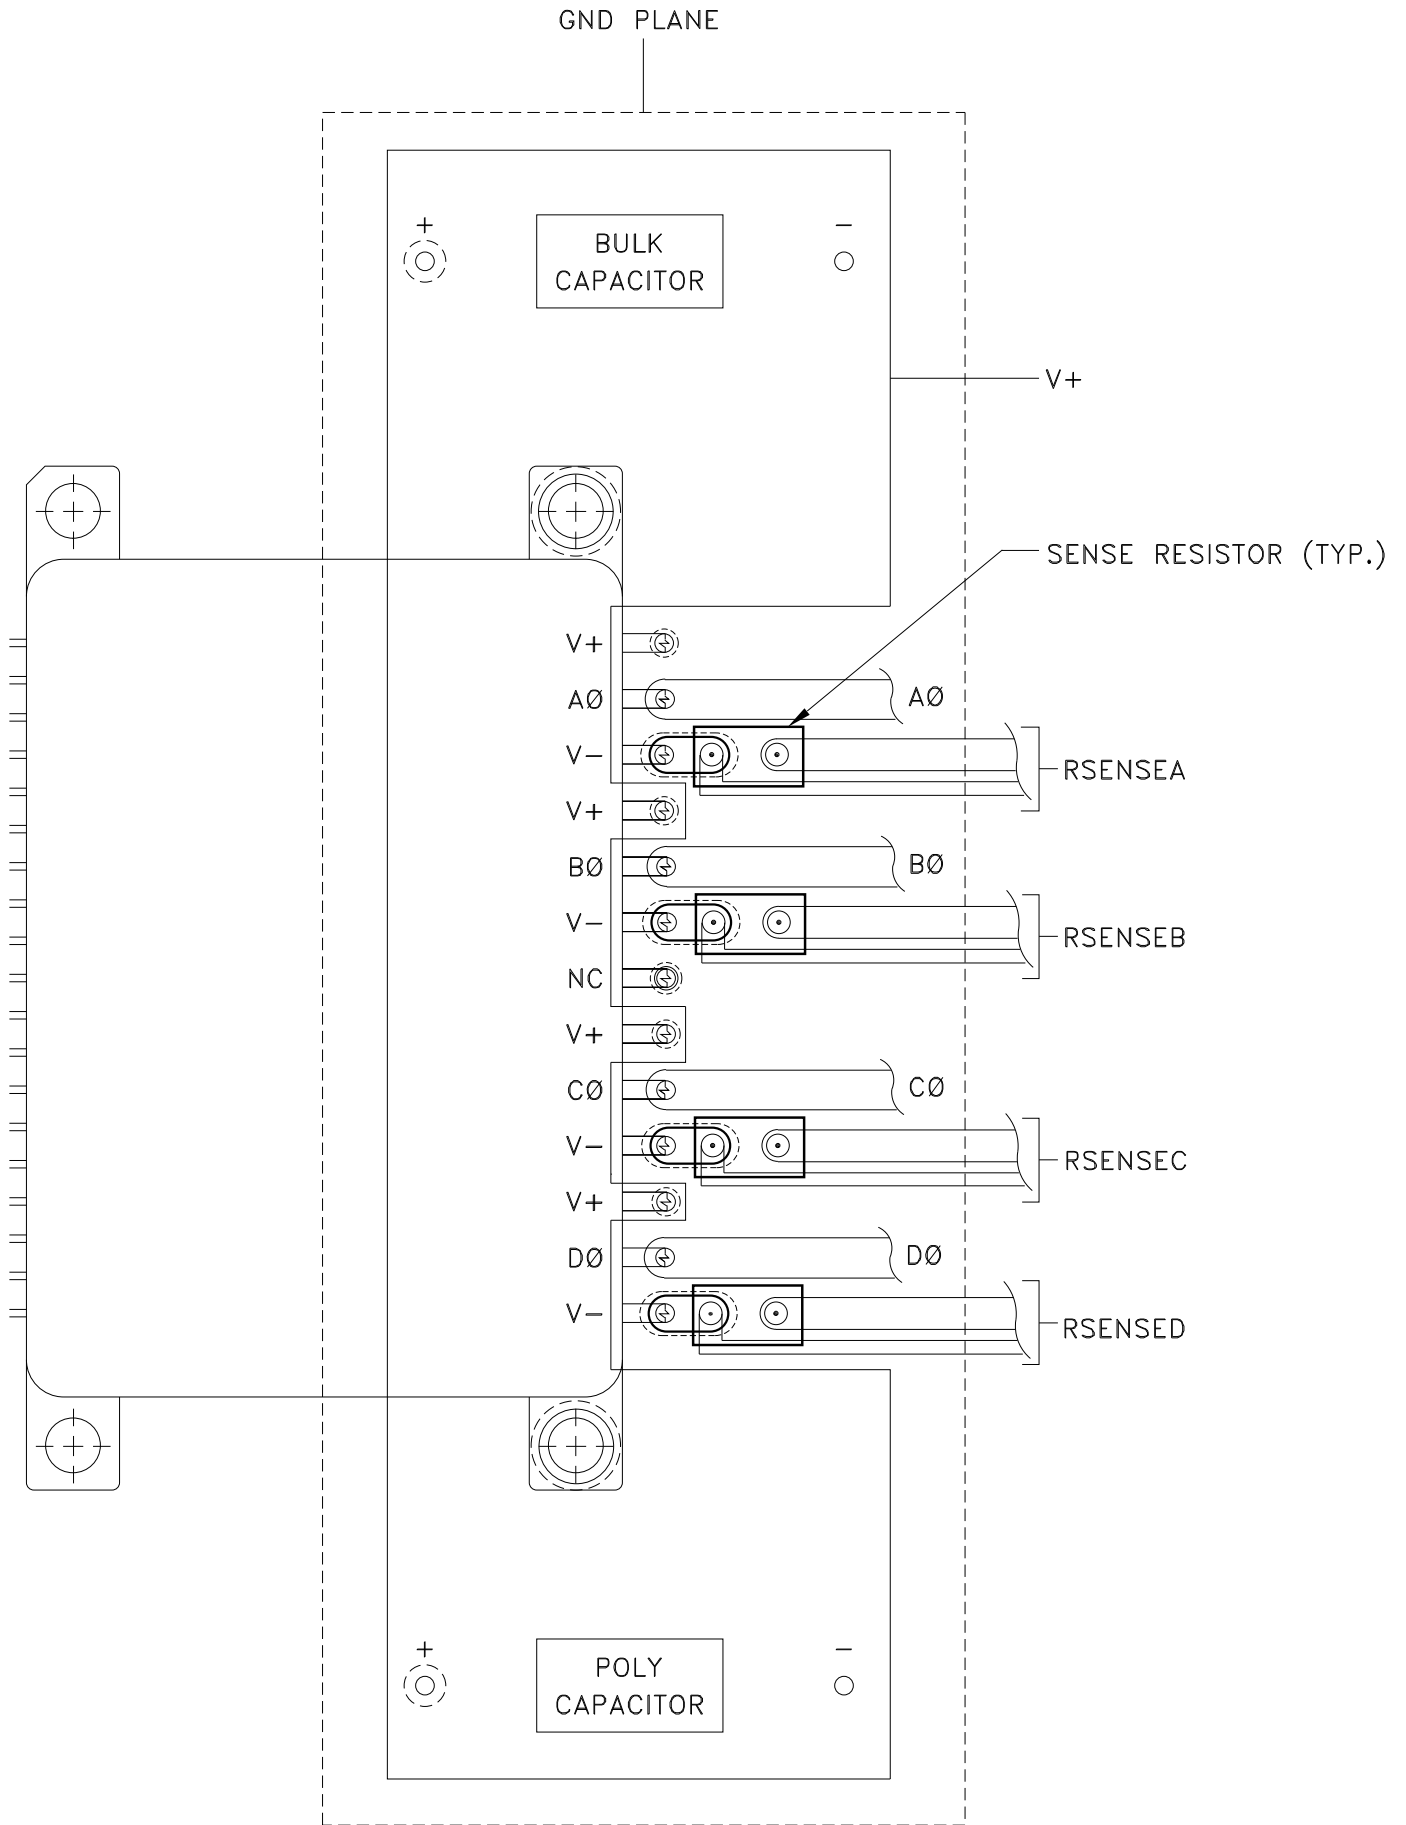 GND PLANE
+ -
BULK
CAPACITOR
V+
SENSE RESISTOR (TYP.)
V+
AØ AØ
V- RSENSEA
V+
BØ BØ
V- RSENSEB
NC
V+
CØ CØ
V- RSENSEC
V+
DØ DØ
V- RSENSED
+ -
POLY
CAPACITOR